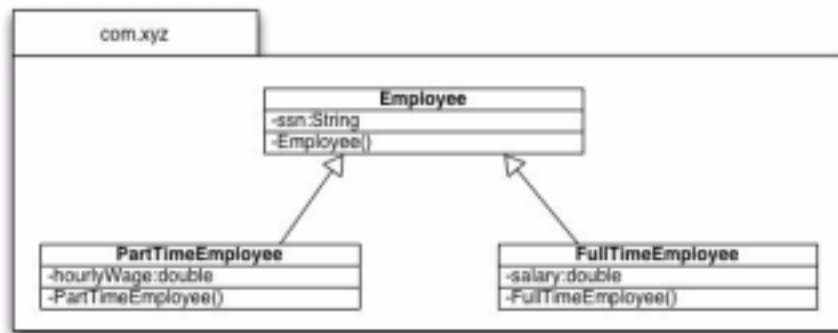 com.xyz
Employee
-ssn:String
-Employee()
PartTimeEmployee
-hourlyWage:double
-PartTimeEmployee()
FullTimeEmployee
-salary:double
-FullTimeEmployee()